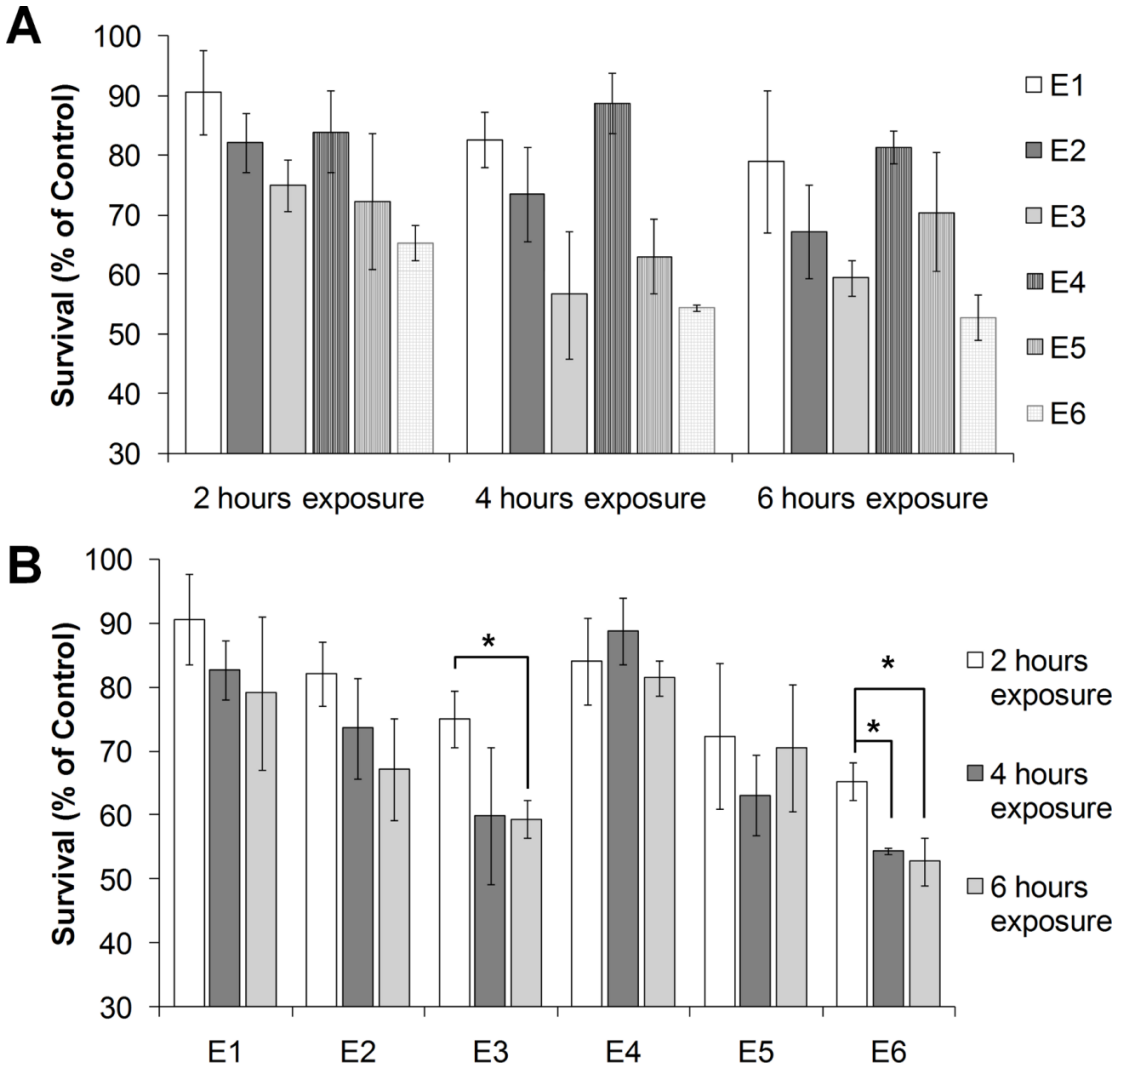 A
Survival (% of Control)
100
90
80
70
60
50
40
30
2 hours exposure
4 hours exposure
6 hours exposure
E1
E2
E3
E4
E5
E6
B
Survival (% of Control)
100
90
80
70
60
50
40
30
*
*
*
E1
E2
E3
E4
E5
E6
2 hours
exposure
4 hours
exposure
6 hours
exposure